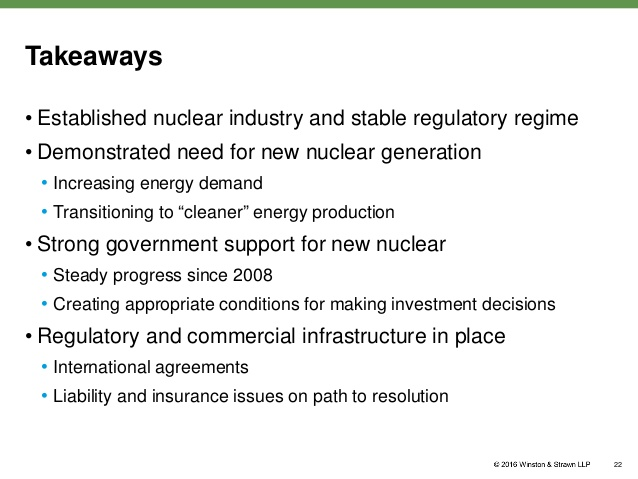 Takeaways
• Established nuclear industry and stable regulatory regime
• Demonstrated need for new nuclear generation
• Increasing energy demand
• Transitioning to “cleaner” energy production
• Strong government support for new nuclear
• Steady progress since 2008
• Creating appropriate conditions for making investment decisions
• Regulatory and commercial infrastructure in place
• International agreements
• Liability and insurance issues on path to resolution
© 2016 Winston & Strawn LLP 22